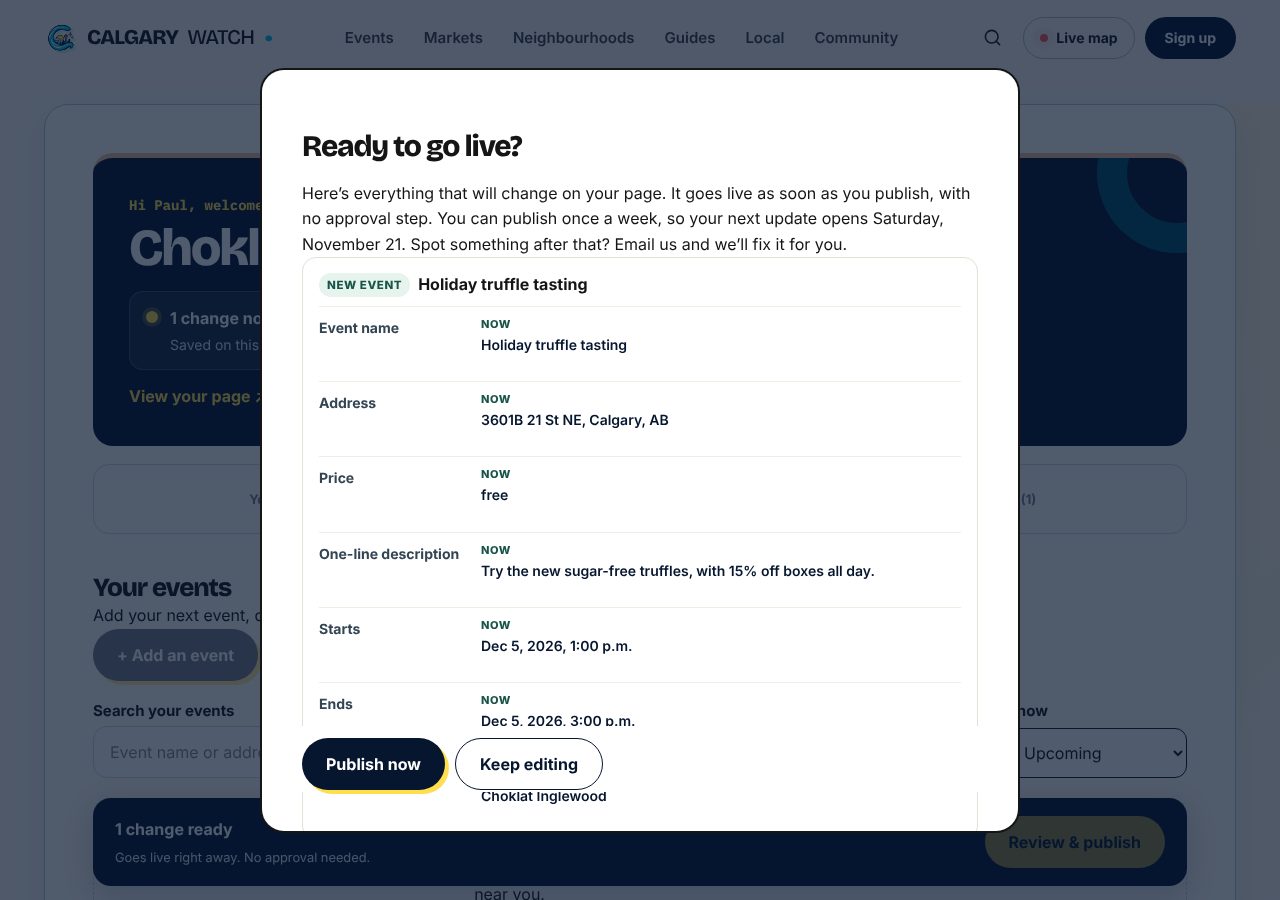 CALGARY WATCH
Events
Markets
Neighbourhoods
Guides
Local
Community
Live map
Sign up
Hi Paul, welcome
Chokl
1 change no
Saved on this
View your page
(1)
Your events
Add your next event,
+ Add an event
Search your events
Event name or addre
now
Upcoming
1 change ready
Goes live right away. No approval needed.
Review & publish
near you.
Ready to go live?
Here’s everything that will change on your page. It goes live as soon as you publish, with
no approval step. You can publish once a week, so your next update opens Saturday,
November 21. Spot something after that? Email us and we’ll fix it for you.
NEW EVENT Holiday truffle tasting
Event name
NOW
Holiday truffle tasting
Address
NOW
3601B 21 St NE, Calgary, AB
Price
NOW
free
One-line description
NOW
Try the new sugar-free truffles, with 15% off boxes all day.
Starts
NOW
Dec 5, 2026, 1:00 p.m.
Ends
NOW
Dec 5, 2026, 3:00 p.m.
Publish now
Keep editing
Choklat Inglewood